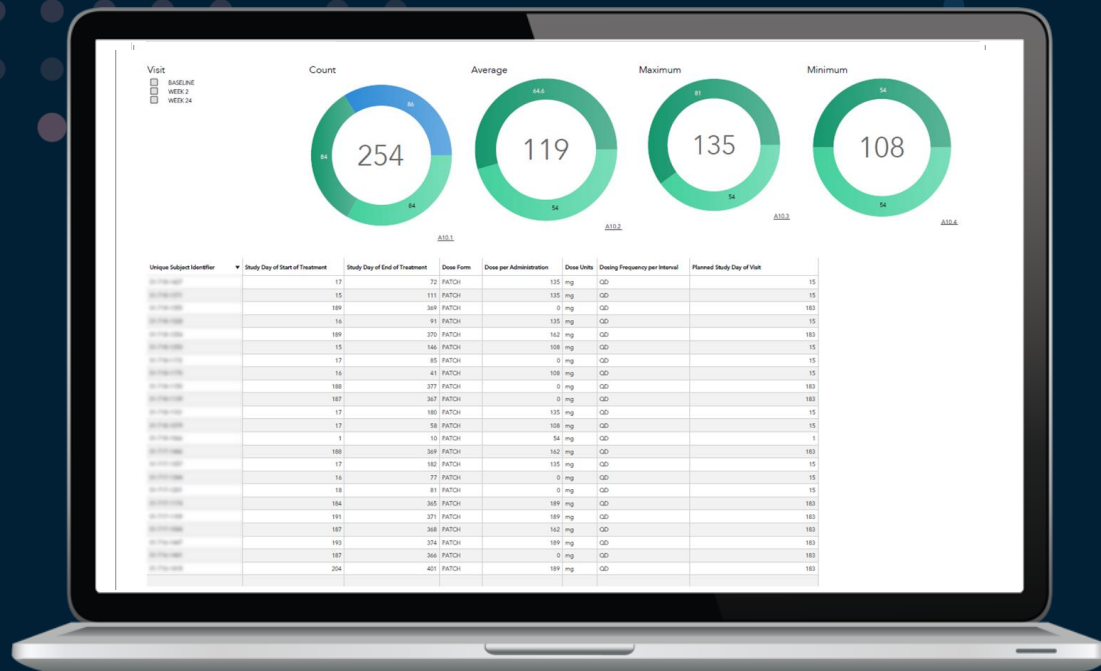 Visit
BASELINE
WEEK 2
WEEK 24
Count
86
84
84
254
A10.1
Average
64.6
54
119
A10.2
Maximum
81
54
135
A10.3
Minimum
54
54
108
A10.4
Unique Subject Identifier ▼ Study Day of Start of Treatment Study Day of End of Treatment Dose Form Dose per Administration Dose Units Dosing Frequency per Interval Planned Study Day of Visit
17 72 PATCH 135 mg QD 15
15 111 PATCH 135 mg QD 15
189 369 PATCH 0 mg QD 183
16 91 PATCH 135 mg QD 15
189 370 PATCH 162 mg QD 183
15 146 PATCH 108 mg QD 15
17 85 PATCH 0 mg QD 15
16 41 PATCH 108 mg QD 15
188 377 PATCH 0 mg QD 183
187 367 PATCH 0 mg QD 183
17 180 PATCH 135 mg QD 15
17 58 PATCH 108 mg QD 15
1 10 PATCH 54 mg QD 1
188 369 PATCH 162 mg QD 183
17 182 PATCH 135 mg QD 15
16 77 PATCH 0 mg QD 15
18 81 PATCH 0 mg QD 15
184 365 PATCH 189 mg QD 183
191 371 PATCH 189 mg QD 183
187 368 PATCH 162 mg QD 183
193 374 PATCH 189 mg QD 183
187 366 PATCH 0 mg QD 183
204 401 PATCH 189 mg QD 183